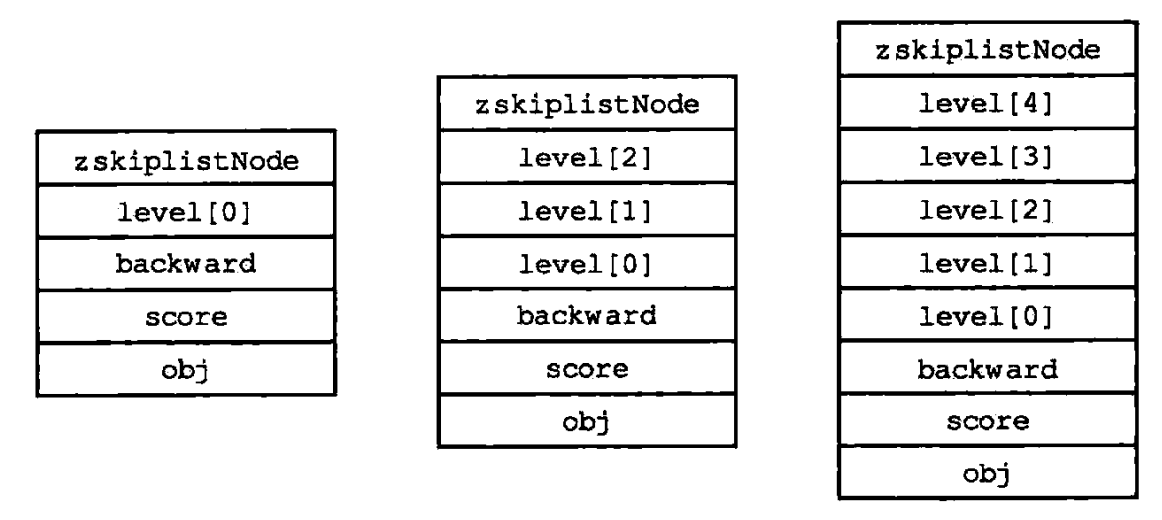 zskiplistNode
level[0]
backward
score
obj
zskiplistNode
level[2]
level[1]
level[0]
backward
score
obj
zskiplistNode
level[4]
level[3]
level[2]
level[1]
level[0]
backward
score
obj